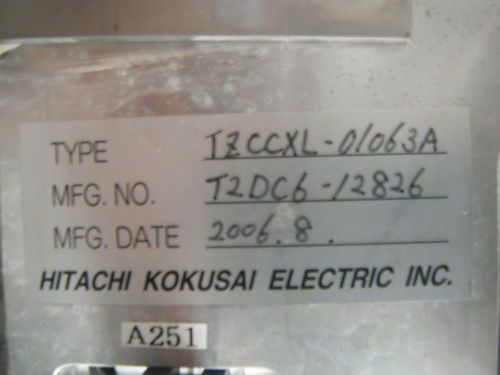 TYPE TZCCXL-01063A
MFG. NO. T2DC6-12826
MFG. DATE 2006.8.
HITACHI KOKUSAI ELECTRIC INC.
A251